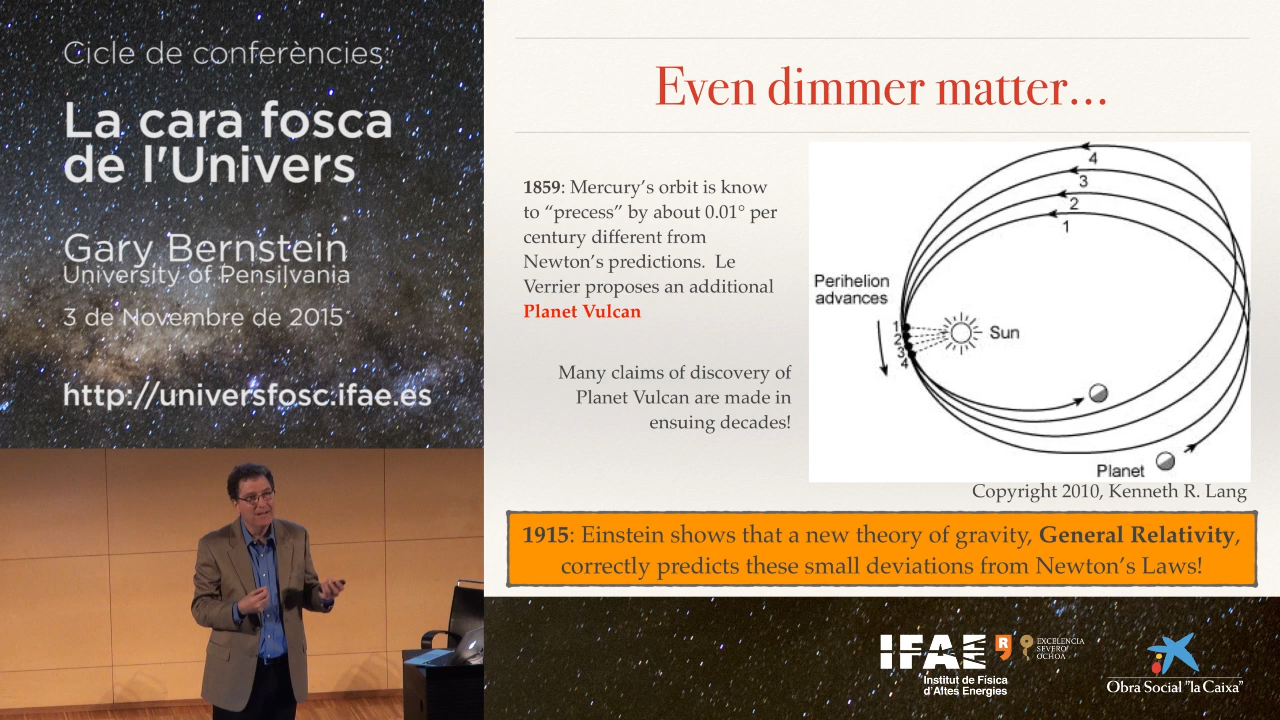 Cicle de conferències:
La cara fosca
de l'Univers
Gary Bernstein
University of Pensilvania
3 de Novembre de 2015
http://universfosc.ifae.es
Even dimmer matter...
1859: Mercury's orbit is know
to “precess” by about 0.01° per
century different from
Newton's predictions. Le
Verrier proposes an additional
Planet Vulcan
Many claims of discovery of
Planet Vulcan are made in
ensuing decades!
4
3
2
1
Perihelion
advances
1
2
3
4
Sun
Planet
Copyright 2010, Kenneth R. Lang
1915: Einstein shows that a new theory of gravity, General Relativity,
correctly predicts these small deviations from Newton's Laws!
IFAE
Institut de Física
d'Altes Energies
EXCELENCIA
SEVERO
OCHOA
Obra Social "la Caixa"